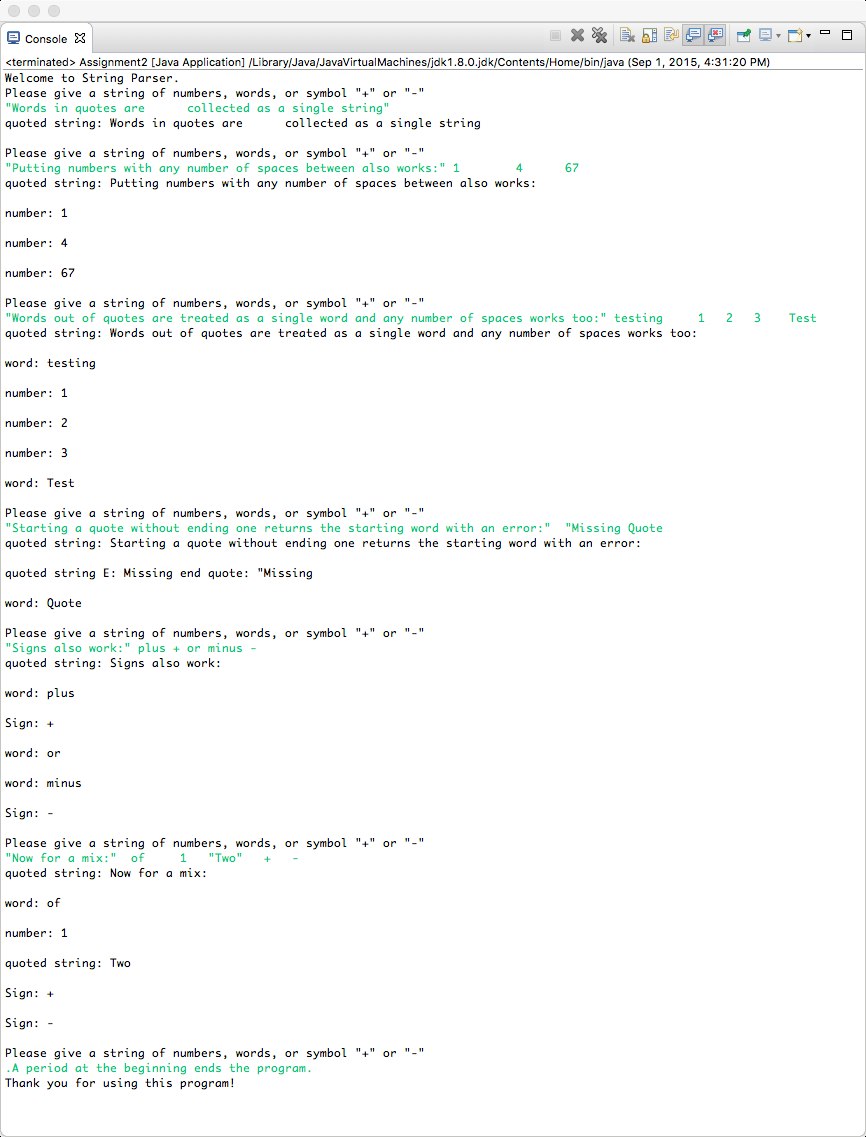 Console
<terminated> Assignment2 [Java Application] /Library/Java/JavaVirtualMachines/jdk1.8.0.jdk/Contents/Home/bin/java (Sep 1, 2015, 4:31:20 PM)
Welcome to String Parser.
Please give a string of numbers, words, or symbol "+" or "-"
"Words in quotes are      collected as a single string"
quoted string: Words in quotes are      collected as a single string
Please give a string of numbers, words, or symbol "+" or "-"
"Putting numbers with any number of spaces between also works:" 1        4      67
quoted string: Putting numbers with any number of spaces between also works:
number: 1
number: 4
number: 67
Please give a string of numbers, words, or symbol "+" or "-"
"Words out of quotes are treated as a single word and any number of spaces works too:" testing     1   2   3    Test
quoted string: Words out of quotes are treated as a single word and any number of spaces works too:
word: testing
number: 1
number: 2
number: 3
word: Test
Please give a string of numbers, words, or symbol "+" or "-"
"Starting a quote without ending one returns the starting word with an error:"  "Missing Quote
quoted string: Starting a quote without ending one returns the starting word with an error:
quoted string E: Missing end quote: "Missing
word: Quote
Please give a string of numbers, words, or symbol "+" or "-"
"Signs also work:" plus + or minus -
quoted string: Signs also work:
word: plus
Sign: +
word: or
word: minus
Sign: -
Please give a string of numbers, words, or symbol "+" or "-"
"Now for a mix:"  of     1   "Two"   +   -
quoted string: Now for a mix:
word: of
number: 1
quoted string: Two
Sign: +
Sign: -
Please give a string of numbers, words, or symbol "+" or "-"
.A period at the beginning ends the program.
Thank you for using this program!